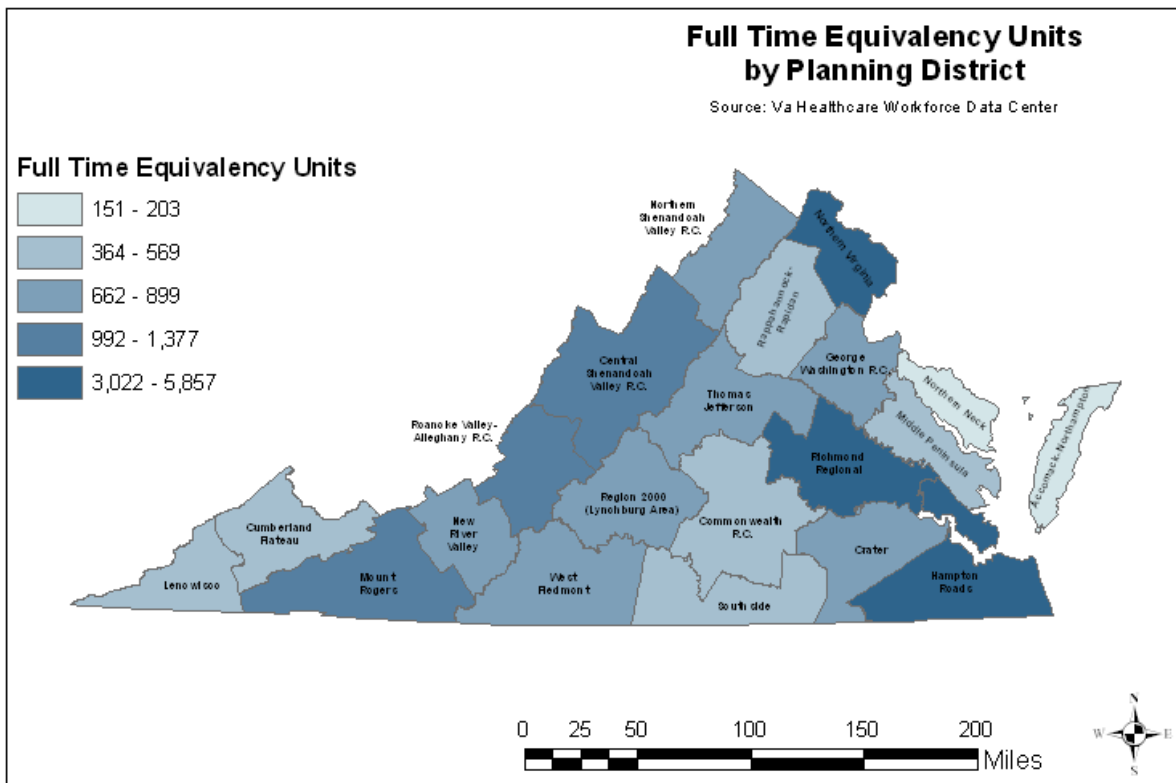 Full Time Equivalency Units
by Planning District
Source: Va Healthcare Workforce Data Center
Full Time Equivalency Units
151 - 203
364 - 569
662 - 899
992 - 1,377
3,022 - 5,857
Northern
Shenandoah
Valley R.C.
Northern Virginia
Rappahannock-
Rapidan
Central
Shenandoah
Valley R.C.
George
Washington R.C.
Northern Neck
Thomas
Jefferson
Middle Peninsula
Accomack-Northampton
Roanoke Valley-
Alleghany R.C.
Richmond
Regional
Region 2000
(Lynchburg Area)
Commonwealth
R.C.
Cumberland
Plateau
New
River
Valley
Crater
Lenowisco
Mount
Rogers
West
Piedmont
Southside
Hampton
Roads
0 25 50 100 150 200
Miles
N
W E
S